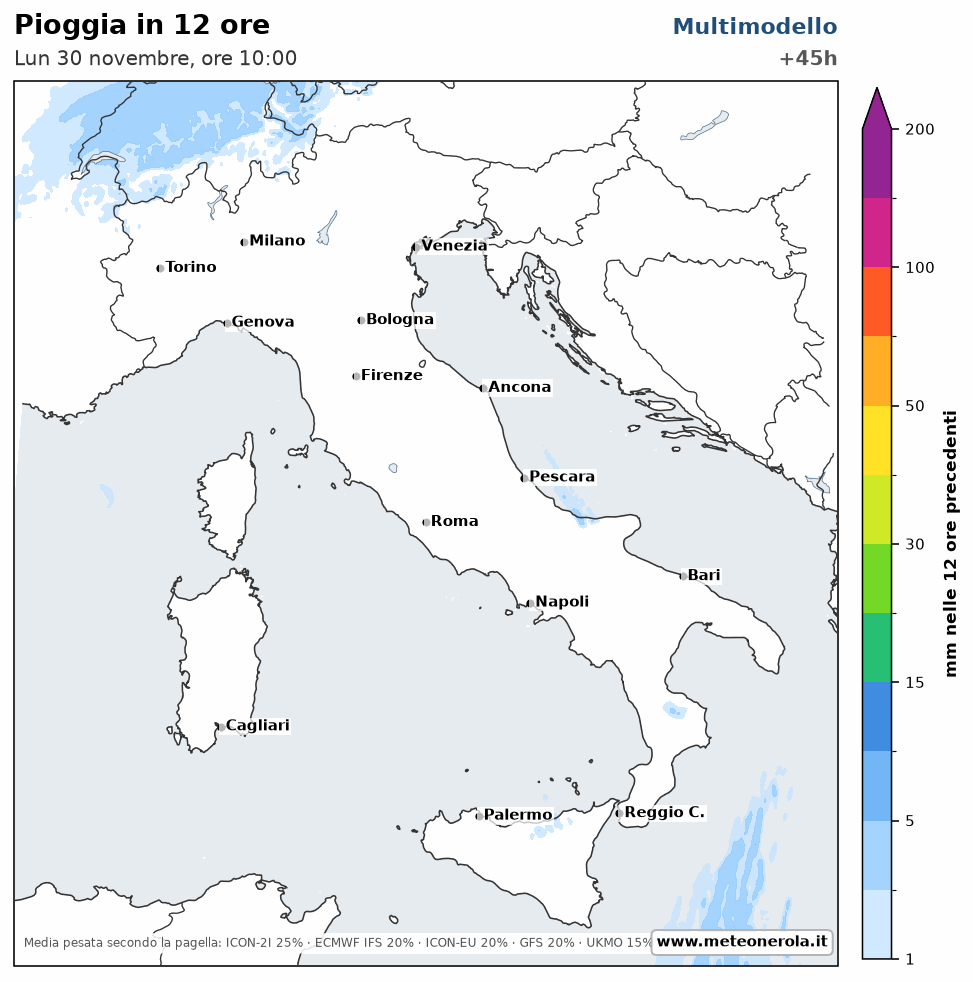 Pioggia in 12 ore
Multimodello
Lun 30 novembre, ore 10:00
+45h
Milano
Venezia
Torino
Genova
Bologna
Firenze
Ancona
Pescara
Roma
Bari
Napoli
Cagliari
Palermo
Reggio C.
200
100
50
30
15
5
1
mm nelle 12 ore precedenti
Media pesata secondo la pagella: ICON-2I 25% · ECMWF IFS 20% · ICON-EU 20% · GFS 20% · UKMO 15%
www.meteonerola.it